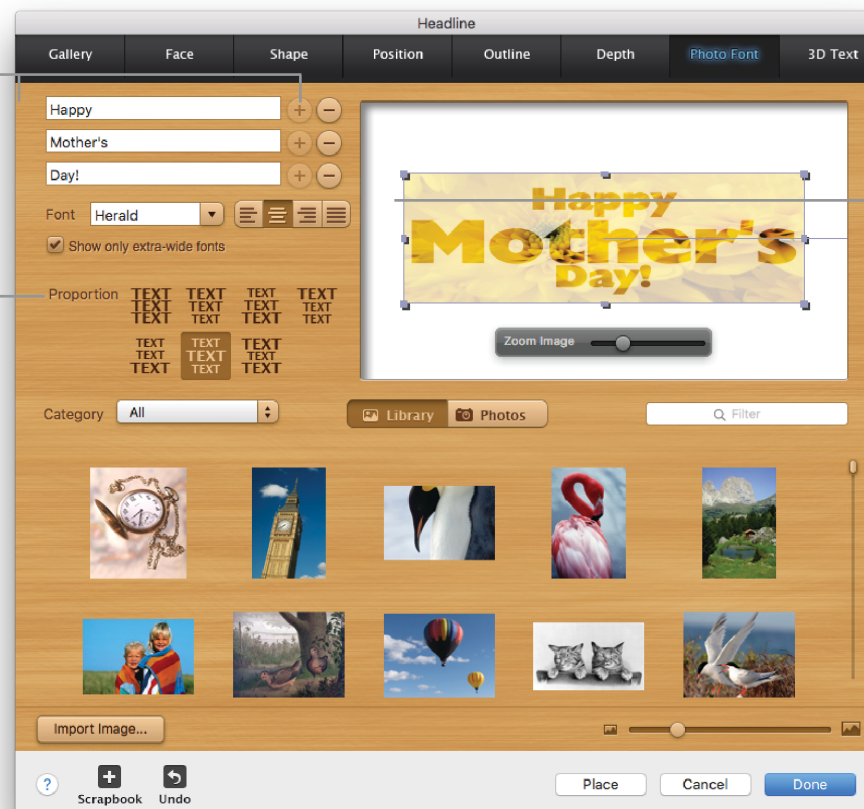 Headline
Gallery Face Shape Position Outline Depth Photo Font 3D Text
Happy
Mother's
Day!
Font Herald
Show only extra-wide fonts
Proportion TEXT TEXT TEXT TEXT
TEXT TEXT TEXT TEXT
TEXT TEXT TEXT TEXT
TEXT TEXT TEXT
TEXT TEXT TEXT
TEXT TEXT TEXT
Happy
Mother's
Day!
Zoom Image
Category All
Library Photos
Filter
Import Image...
?
Scrapbook Undo
Place Cancel Done